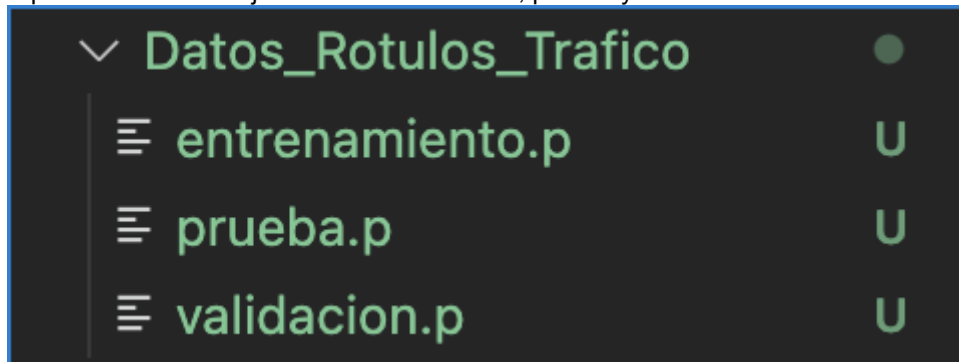 Datos_Rotulos_Trafico
entrenamiento.p U
prueba.p U
validacion.p U